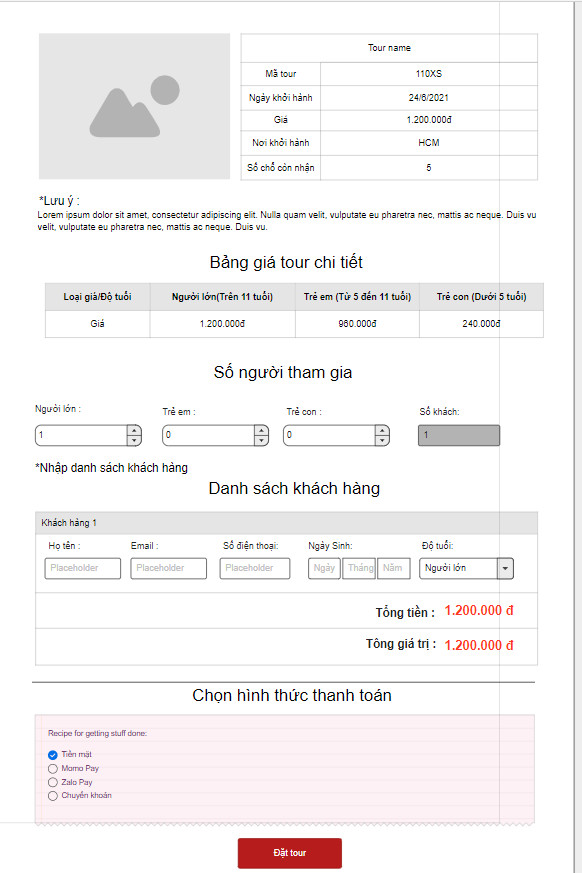 Tour name
Mã tour 110XS
Ngày khởi hành 24/6/2021
Giá 1.200.000đ
Nơi khởi hành HCM
Số chố còn nhận 5
*Lưu ý :
Lorem ipsum dolor sit amet, consectetur adipiscing elit. Nulla quam velit, vulputate eu pharetra nec, mattis ac neque. Duis vu
velit, vulputate eu pharetra nec, mattis ac neque. Duis vu.
Bảng giá tour chi tiết
Loại giá/Độ tuổi Người lớn(Trên 11 tuổi) Trẻ em (Từ 5 đến 11 tuổi) Trẻ con (Dưới 5 tuổi)
Giá 1.200.000đ 960.000đ 240.000đ
Số người tham gia
Người lớn : Trẻ em : Trẻ con : Số khách:
1 0 0 1
*Nhập danh sách khách hàng
Danh sách khách hàng
Khách hàng 1
Họ tên : Email : Số điện thoại: Ngày Sinh: Độ tuổi:
Placeholder Placeholder Placeholder Ngày Tháng Năm Người lớn
Tổng tiền : 1.200.000 đ
Tông giá trị : 1.200.000 đ
Chọn hình thức thanh toán
Recipe for getting stuff done:
Tiền mặt
Momo Pay
Zalo Pay
Chuyển khoản
Đặt tour